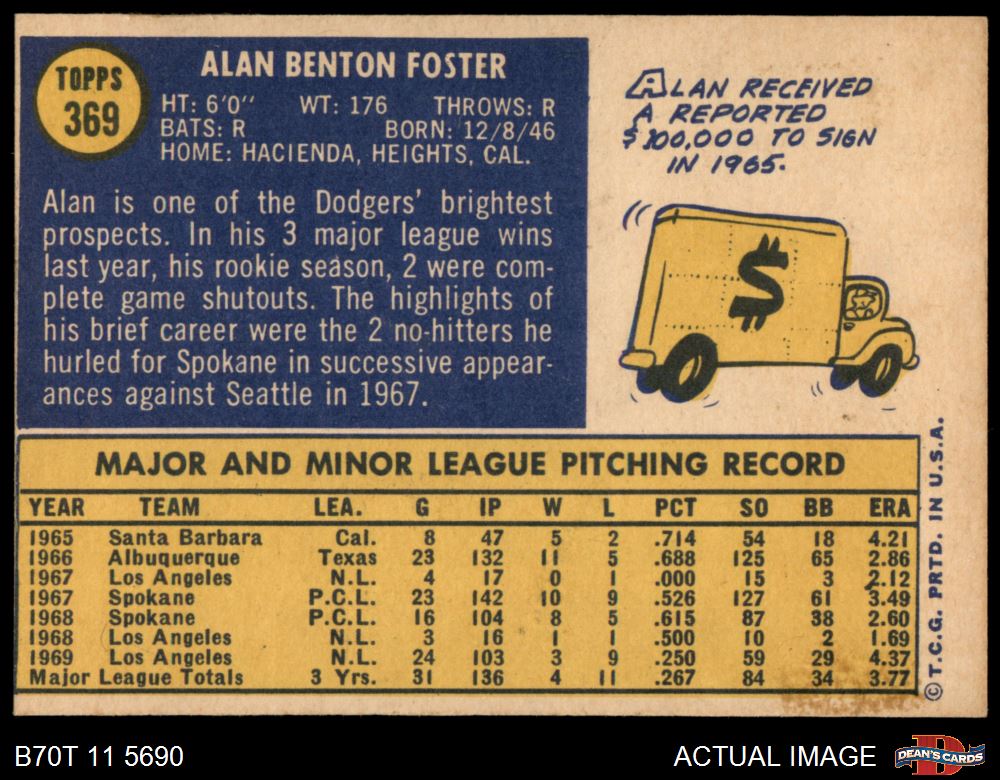 TOPPS
369
ALAN BENTON FOSTER
HT: 6'0" WT: 176 THROWS: R
BATS: R BORN: 12/8/46
HOME: HACIENDA, HEIGHTS, CAL.
Alan is one of the Dodgers' brightest
prospects. In his 3 major league wins
last year, his rookie season, 2 were com-
plete game shutouts. The highlights of
his brief career were the 2 no-hitters he
hurled for Spokane in successive appear-
ances against Seattle in 1967.
ALAN RECEIVED
A REPORTED
$100,000 TO SIGN
IN 1965.
$
MAJOR AND MINOR LEAGUE PITCHING RECORD
YEAR TEAM LEA. G IP W L PCT SO BB ERA
1965 Santa Barbara Cal. 8 47 5 2 .714 54 18 4.21
1966 Albuquerque Texas 23 132 11 5 .688 125 65 2.86
1967 Los Angeles N.L. 4 17 0 1 .000 15 3 2.12
1967 Spokane P.C.L. 23 142 10 9 .526 127 61 3.49
1968 Spokane P.C.L. 16 104 8 5 .615 87 38 2.60
1968 Los Angeles N.L. 3 16 1 1 .500 10 2 1.69
1969 Los Angeles N.L. 24 103 3 9 .250 59 29 4.37
Major League Totals 3 Yrs. 31 136 4 11 .267 84 34 3.77
© T.C.G. PRTD. IN U.S.A.
B70T 11 5690
ACTUAL IMAGE
DEAN'S CARDS